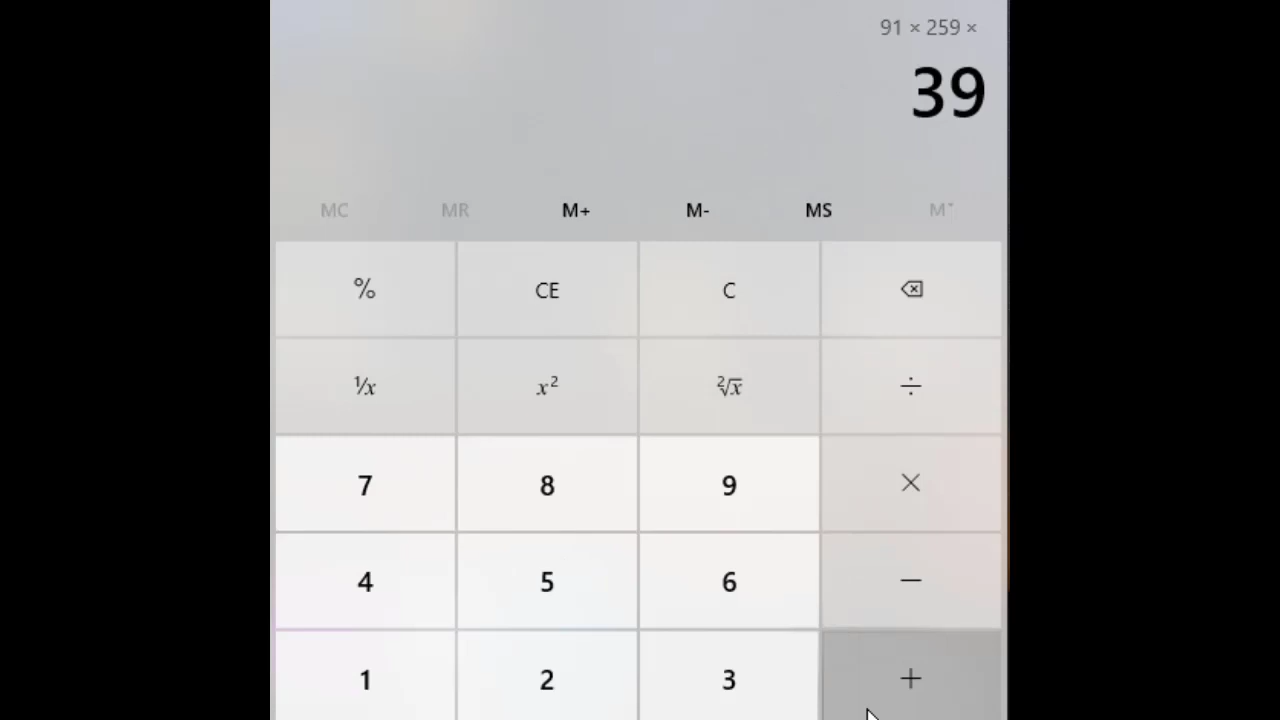 91 × 259 ×
39
MC MR M+ M- MS M˅
% CE C
¹⁄x x² ²√x ÷
7 8 9 ×
4 5 6 −
1 2 3 +